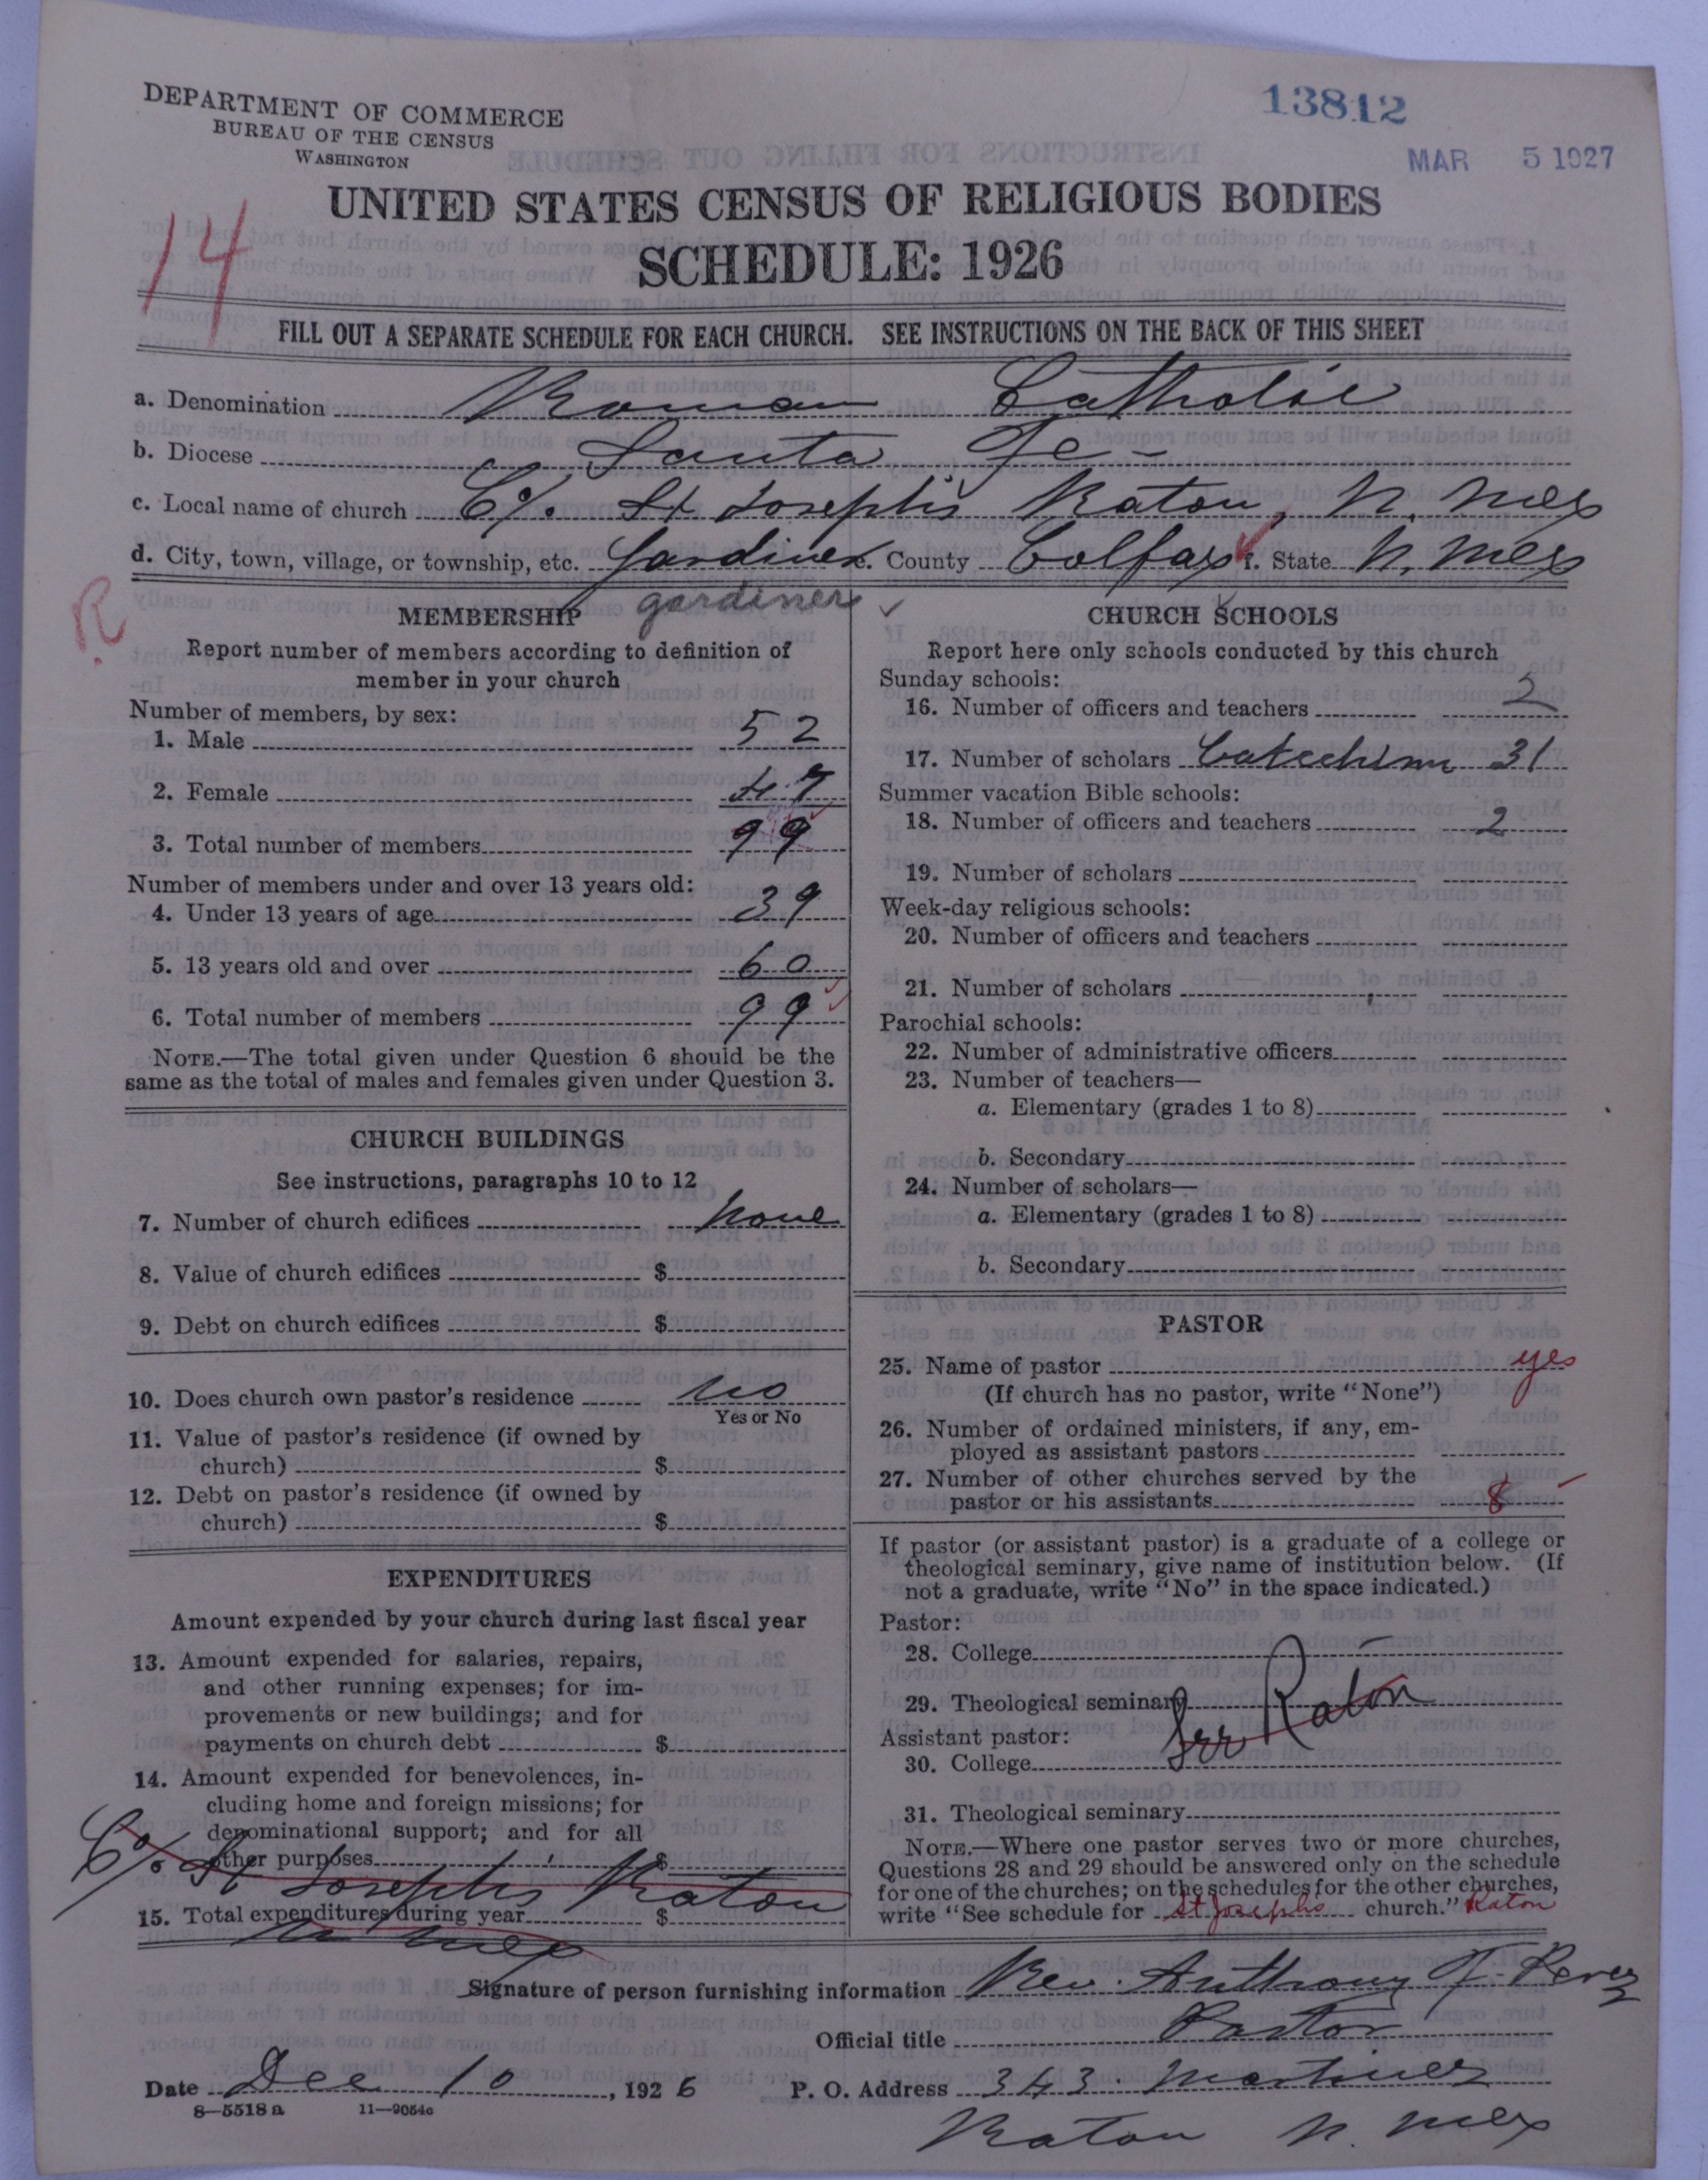 DEPARTMENT OF COMMERCE
BUREAU OF THE CENSUS
WASHINGTON
13812
MAR 5 1927
UNITED STATES CENSUS OF RELIGIOUS BODIES
SCHEDULE: 1926
14
FILL OUT A SEPARATE SCHEDULE FOR EACH CHURCH. SEE INSTRUCTIONS ON THE BACK OF THIS SHEET
a. Denomination Roman Catholic
b. Diocese Santa Fe
c. Local name of church C/o St Joseph's Raton, N. Mex
d. City, town, village, or township, etc. Gardiner e. County Colfax f. State N. Mex
gardiner
R
MEMBERSHIP
Report number of members according to definition of
member in your church
Number of members, by sex:
1. Male 52
2. Female 47
3. Total number of members 99
Number of members under and over 13 years old:
4. Under 13 years of age 39
5. 13 years old and over 60
6. Total number of members 99
NOTE.—The total given under Question 6 should be the
same as the total of males and females given under Question 3.
CHURCH BUILDINGS
See instructions, paragraphs 10 to 12
7. Number of church edifices None
8. Value of church edifices $
9. Debt on church edifices $
10. Does church own pastor's residence No
Yes or No
11. Value of pastor's residence (if owned by
church) $
12. Debt on pastor's residence (if owned by
church) $
EXPENDITURES
Amount expended by your church during last fiscal year
13. Amount expended for salaries, repairs,
and other running expenses; for im-
provements or new buildings; and for
payments on church debt $
14. Amount expended for benevolences, in-
cluding home and foreign missions; for
denominational support; and for all
other purposes $
C/o St Joseph's Raton
15. Total expenditures during year $
N Mex
CHURCH SCHOOLS
Report here only schools conducted by this church
Sunday schools:
16. Number of officers and teachers 2
17. Number of scholars Catechism 31
Summer vacation Bible schools:
18. Number of officers and teachers 2
19. Number of scholars
Week-day religious schools:
20. Number of officers and teachers
21. Number of scholars
Parochial schools:
22. Number of administrative officers
23. Number of teachers—
a. Elementary (grades 1 to 8)
b. Secondary
24. Number of scholars—
a. Elementary (grades 1 to 8)
b. Secondary
PASTOR
25. Name of pastor yes
(If church has no pastor, write "None")
26. Number of ordained ministers, if any, em-
ployed as assistant pastors
27. Number of other churches served by the
pastor or his assistants 8
If pastor (or assistant pastor) is a graduate of a college or
theological seminary, give name of institution below. (If
not a graduate, write "No" in the space indicated.)
Pastor:
28. College
29. Theological seminary Raton
Assistant pastor:
30. College
31. Theological seminary
NOTE.—Where one pastor serves two or more churches,
Questions 28 and 29 should be answered only on the schedule
for one of the churches; on the schedules for the other churches,
write "See schedule for St Josephs church." Raton
Signature of person furnishing information Rev. Anthony T. Perez
Official title Pastor
Date Dec 10, 1926 P. O. Address 343 Martinez
8—5518 a 11—9054c
Raton N. Mex